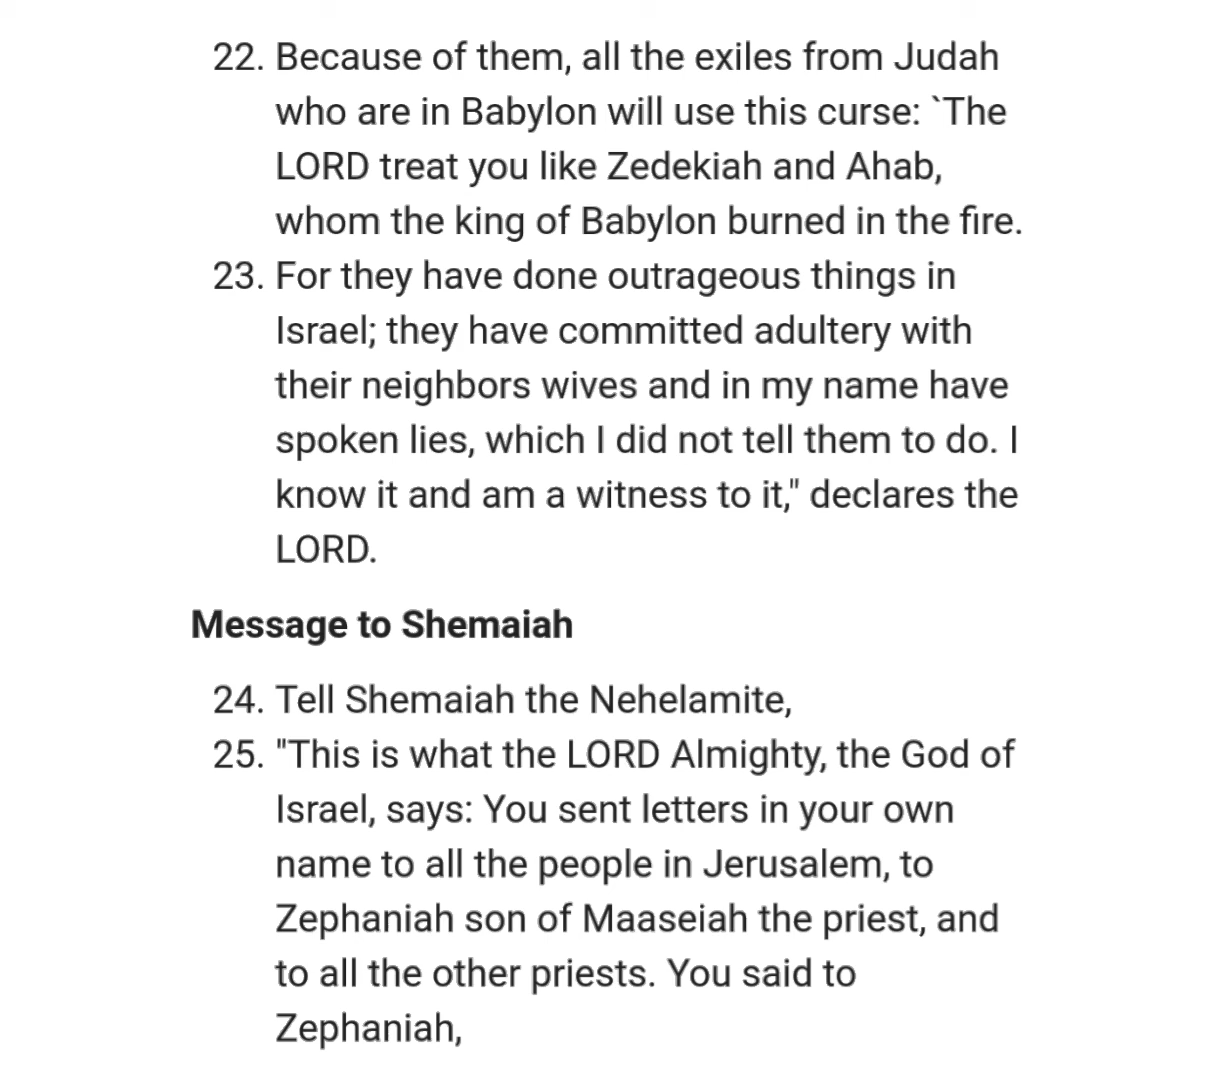 22. Because of them, all the exiles from Judah
who are in Babylon will use this curse: `The
LORD treat you like Zedekiah and Ahab,
whom the king of Babylon burned in the fire.
23. For they have done outrageous things in
Israel; they have committed adultery with
their neighbors wives and in my name have
spoken lies, which I did not tell them to do. I
know it and am a witness to it," declares the
LORD.
Message to Shemaiah
24. Tell Shemaiah the Nehelamite,
25. "This is what the LORD Almighty, the God of
Israel, says: You sent letters in your own
name to all the people in Jerusalem, to
Zephaniah son of Maaseiah the priest, and
to all the other priests. You said to
Zephaniah,